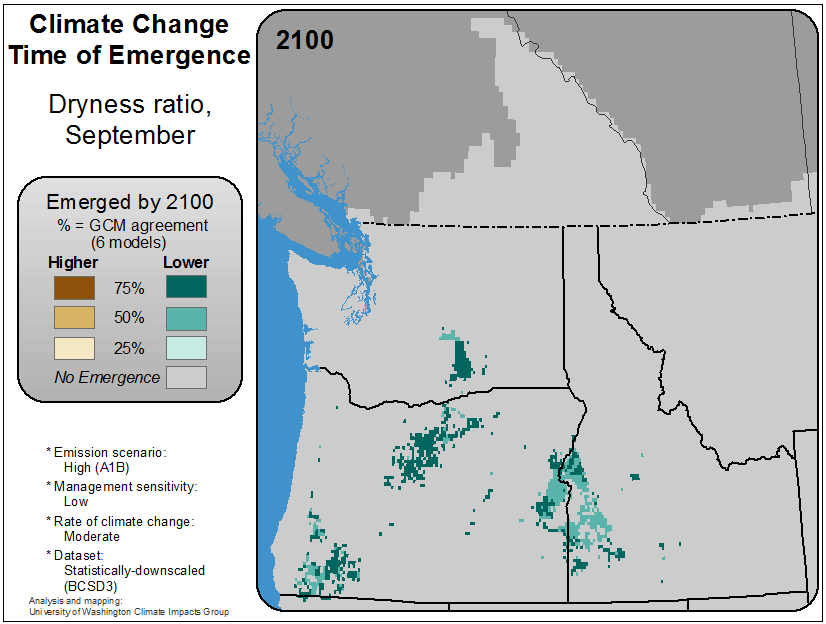 Climate Change
Time of Emergence
Dryness ratio,
September
2100
Emerged by 2100
% = GCM agreement
(6 models)
Higher Lower
75%
50%
25%
No Emergence
* Emission scenario:
High (A1B)
* Management sensitivity:
Low
* Rate of climate change:
Moderate
* Dataset:
Statistically-downscaled
(BCSD3)
Analysis and mapping:
University of Washington Climate Impacts Group